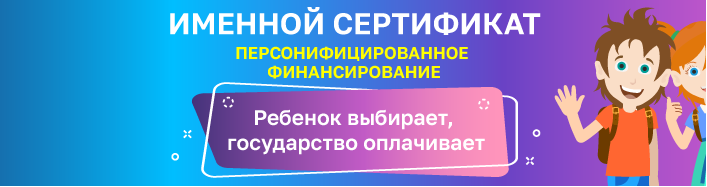 ИМЕННОЙ СЕРТИФИКАТ
ПЕРСОНИФИЦИРОВАННОЕ
ФИНАНСИРОВАНИЕ
Ребенок выбирает,
государство оплачивает